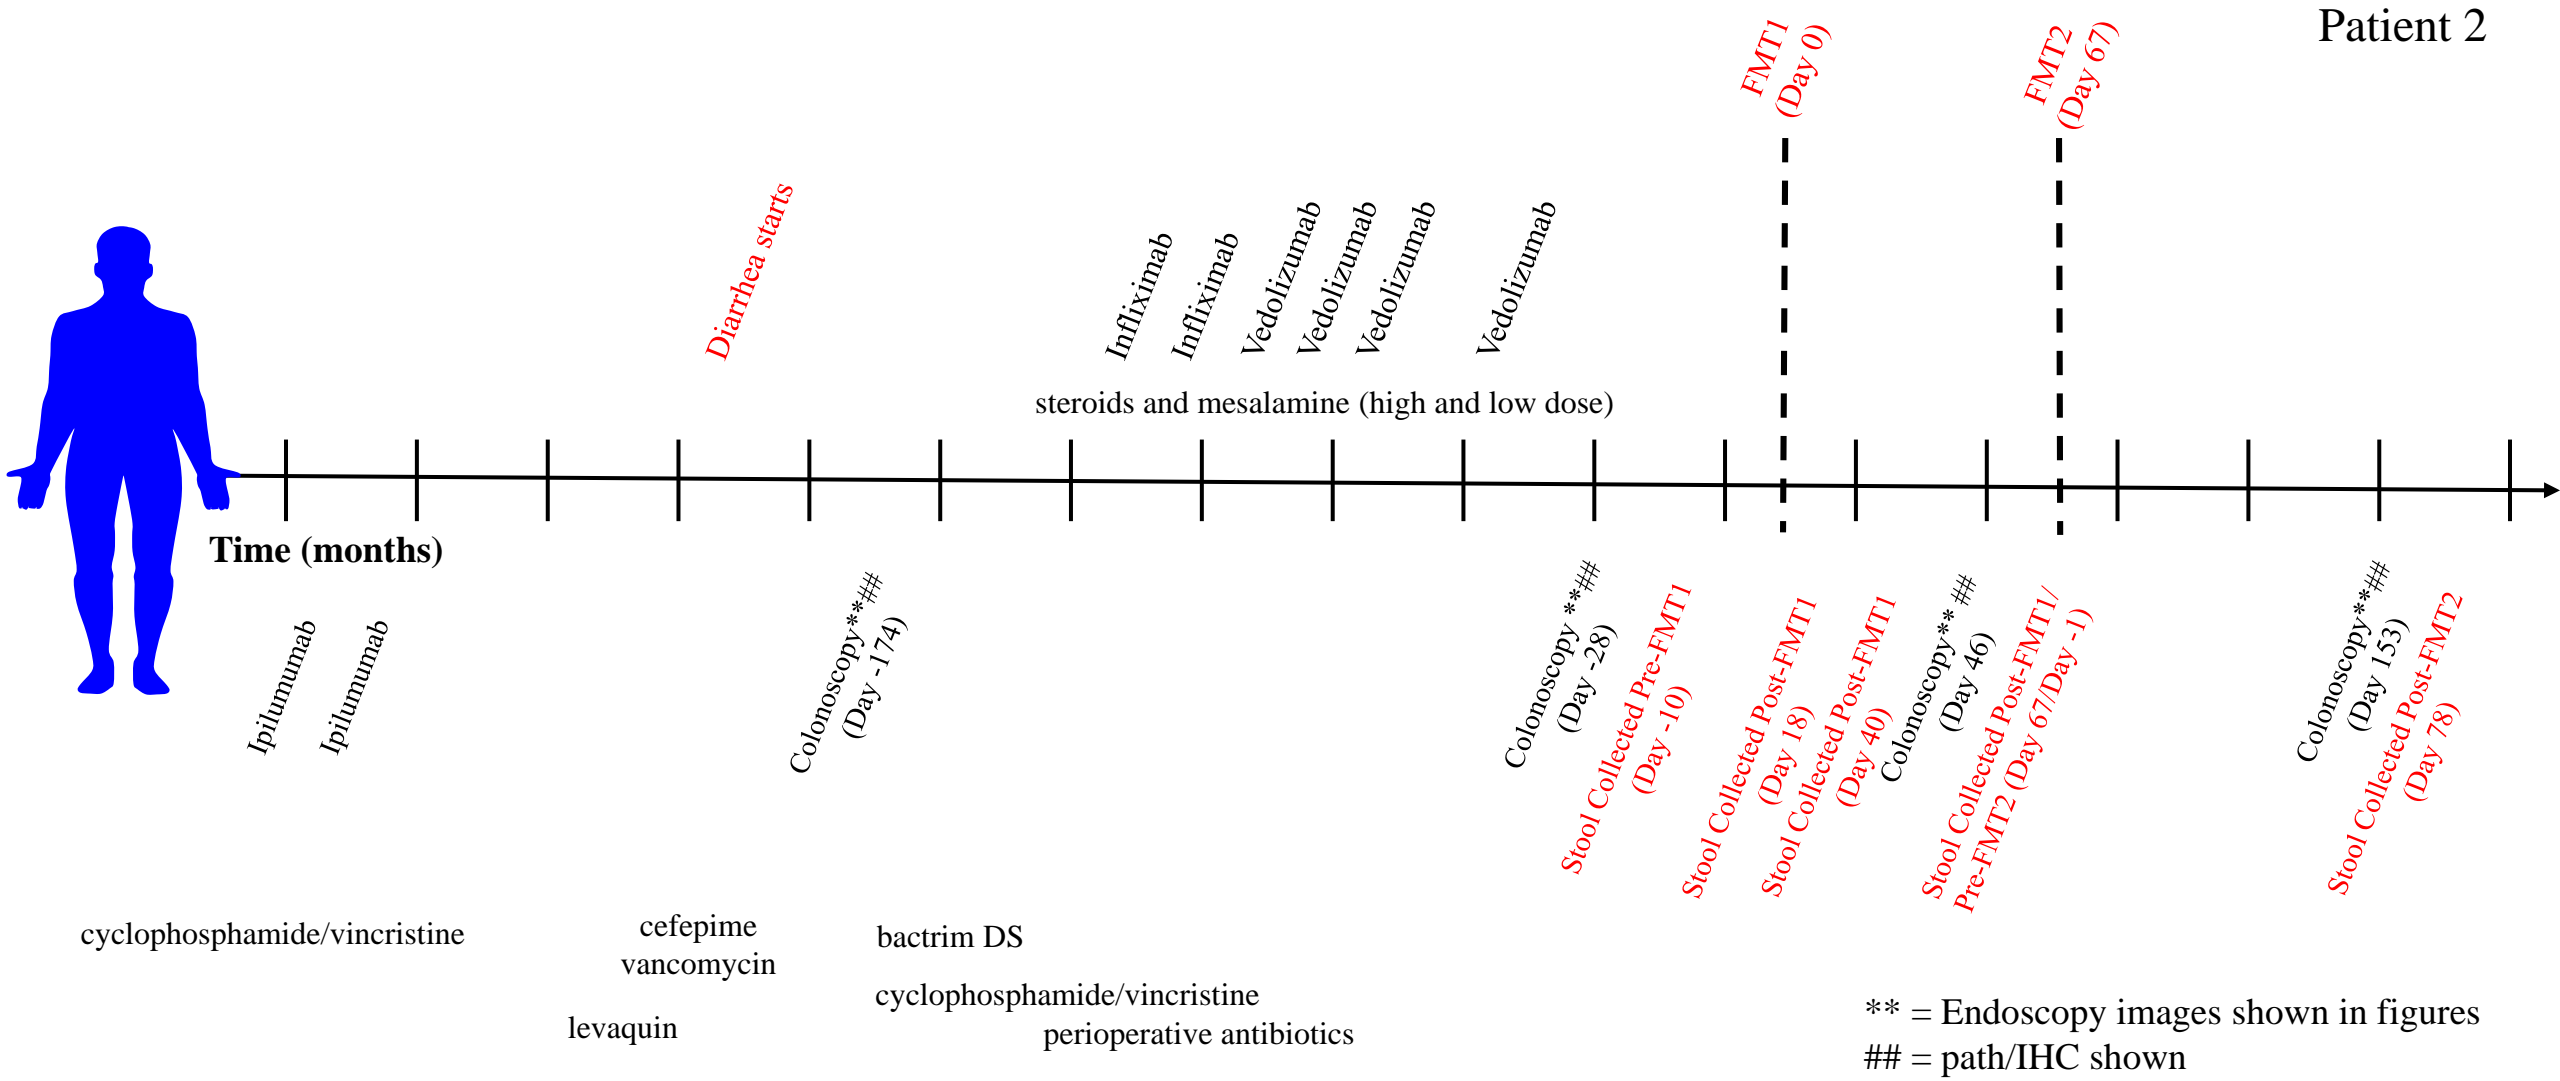 Patient 2
FMT1
(Day 0)
FMT2
(Day 67)
Diarrhea starts
Infliximab
Infliximab
Vedolizumab
Vedolizumab
Vedolizumab
Vedolizumab
steroids and mesalamine (high and low dose)
Time (months)
Ipilumumab
Ipilumumab
Colonoscopy**##
(Day -174)
Colonoscopy **##
(Day -28)
Stool Collected Pre-FMT1
(Day -10)
Stool Collected Post-FMT1
(Day 18)
Stool Collected Post-FMT1
(Day 40)
Colonoscopy** ##
(Day 46)
Stool Collected Post-FMT1/
Pre-FMT2 (Day 67/Day -1)
Colonoscopy**##
(Day 153)
Stool Collected Post-FMT2
(Day 78)
cyclophosphamide/vincristine
cefepime
vancomycin
levaquin
bactrim DS
cyclophosphamide/vincristine
perioperative antibiotics
** = Endoscopy images shown in figures
## = path/IHC shown